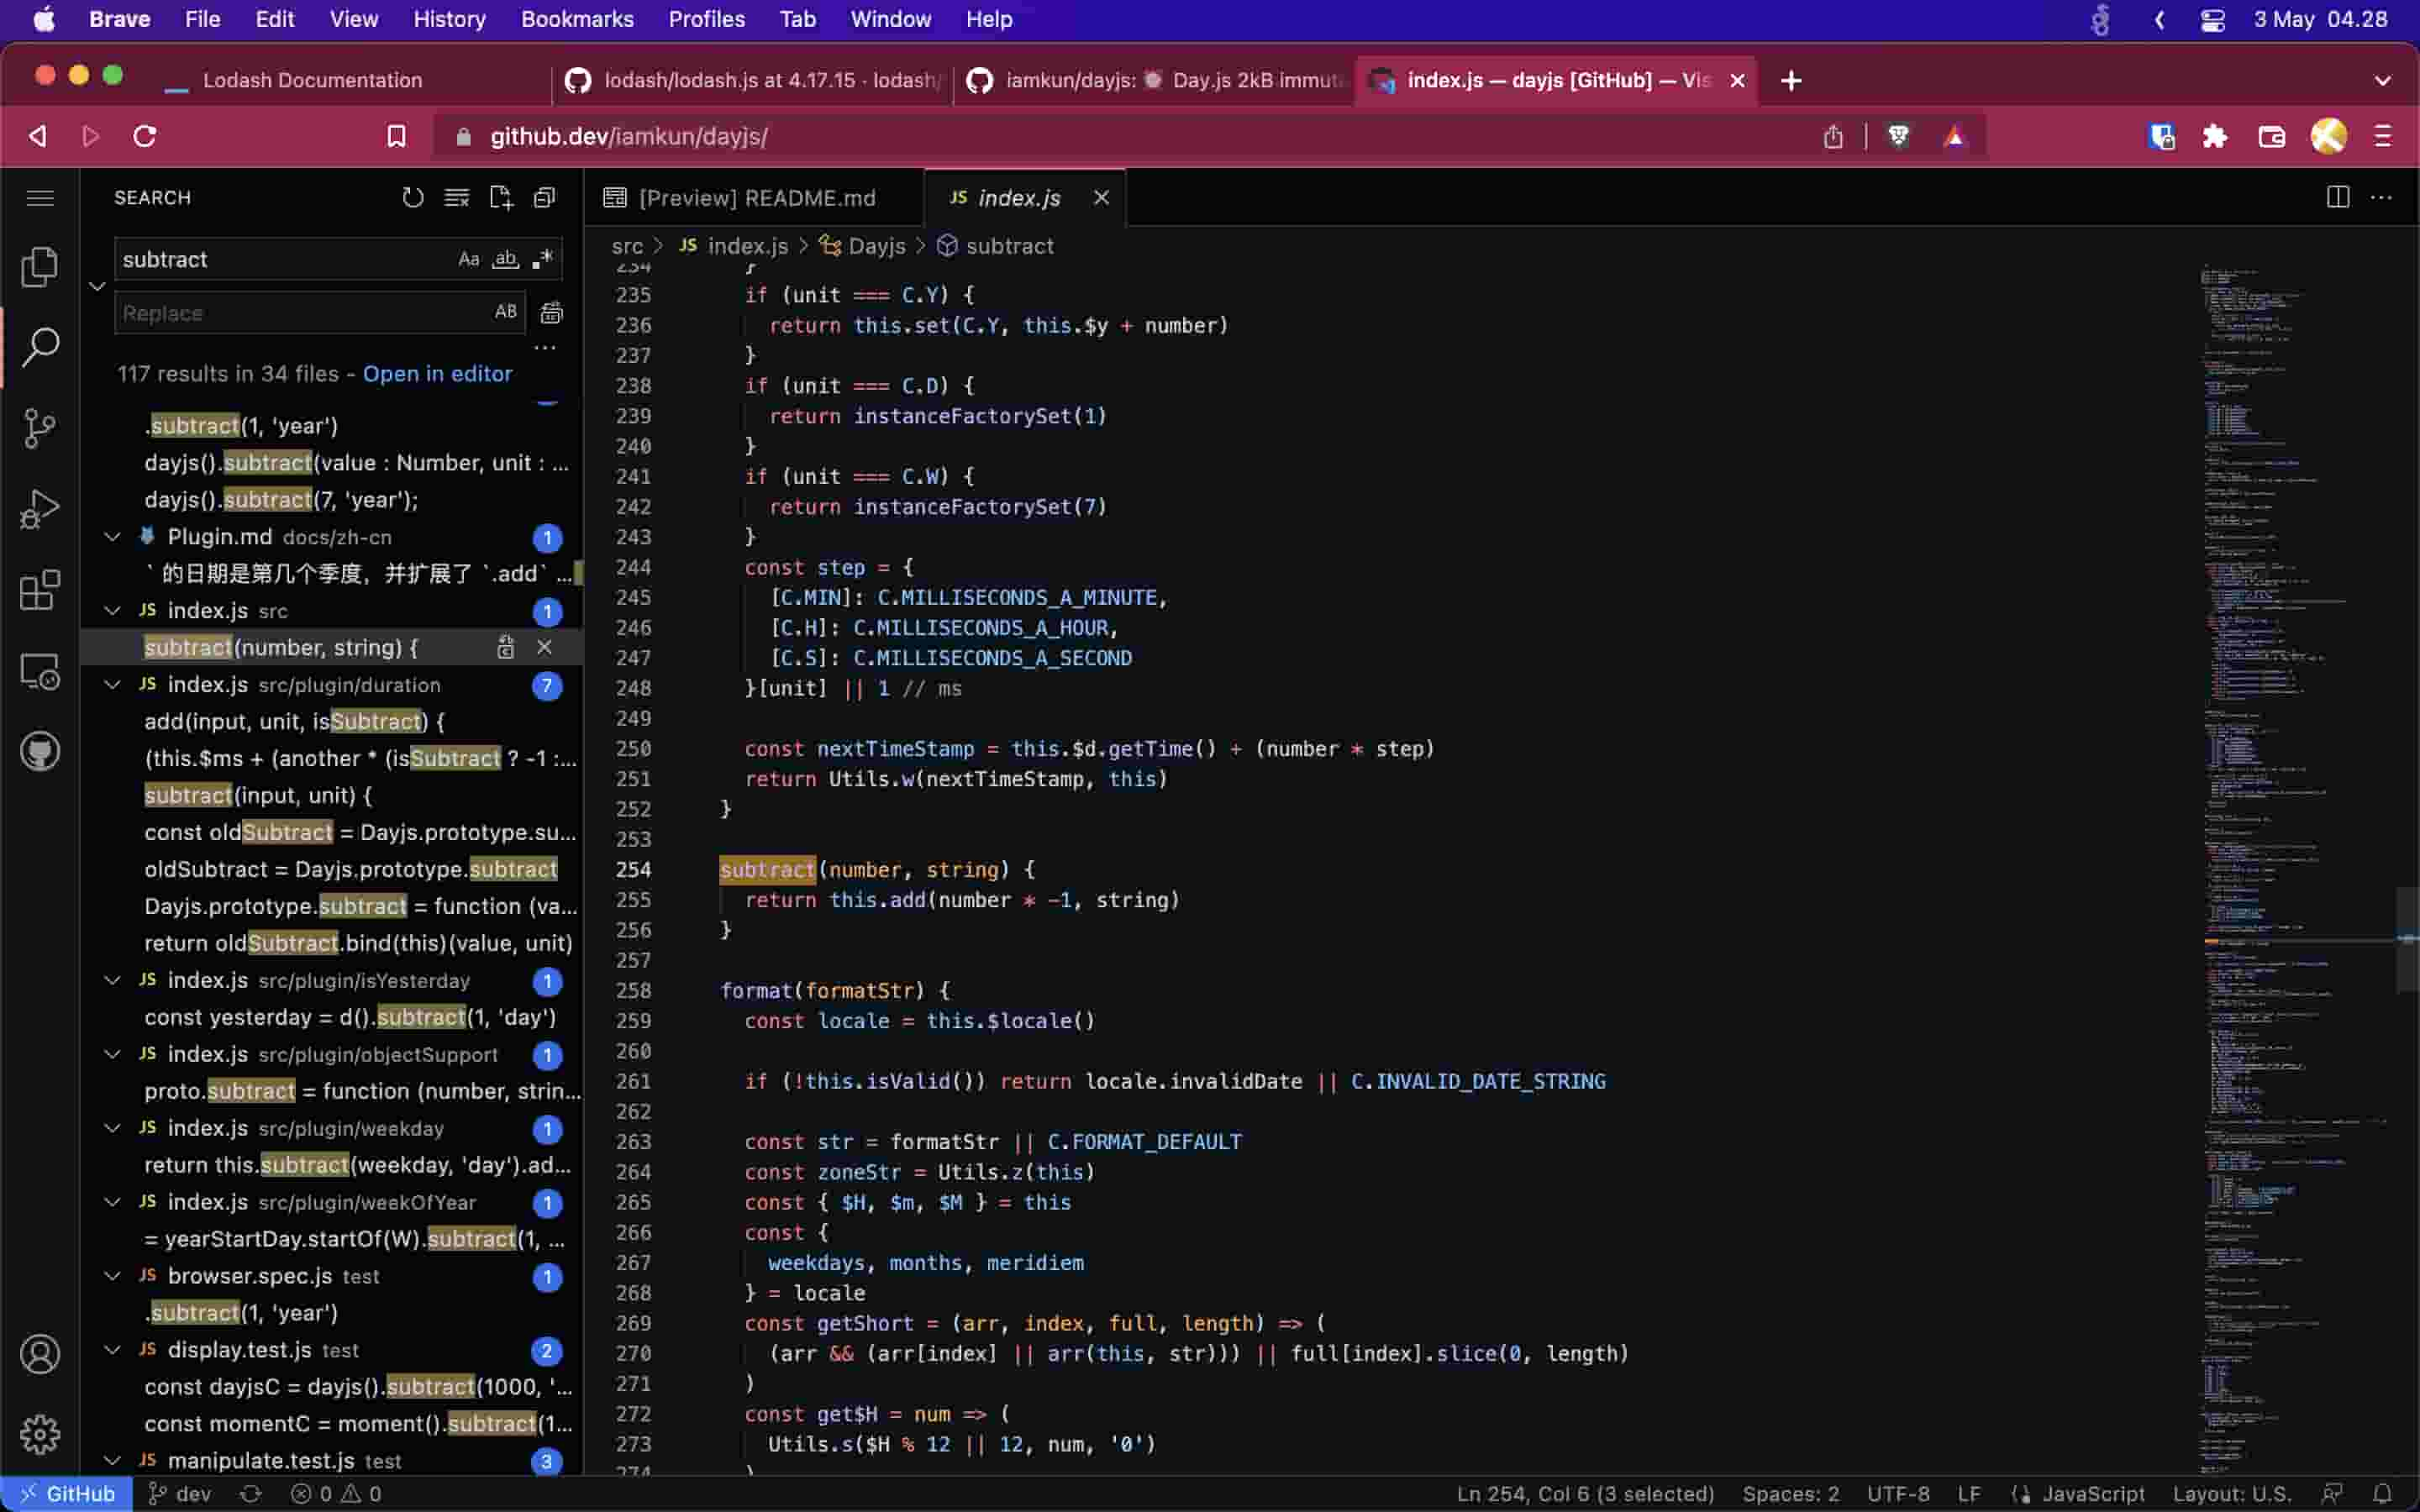 Brave File Edit View History Bookmarks Profiles Tab Window Help 3 May 04.28
Lodash Documentation
lodash/lodash.js at 4.17.15 · lodash/
iamkun/dayjs: Day.js 2kB immut
index.js — dayjs [GitHub] — Vis
github.dev/iamkun/dayjs/
SEARCH
subtract
Aa ab .*
Replace
AB
...
117 results in 34 files - Open in editor
.subtract(1, 'year')
dayjs().subtract(value : Number, unit : ...
dayjs().subtract(7, 'year');
Plugin.md docs/zh-cn 1
` 的日期是第几个季度，并扩展了 `.add` ...
JS index.js src 1
subtract(number, string) {
JS index.js src/plugin/duration 7
add(input, unit, isSubtract) {
(this.$ms + (another * (isSubtract ? -1 :...
subtract(input, unit) {
const oldSubtract = Dayjs.prototype.su...
oldSubtract = Dayjs.prototype.subtract
Dayjs.prototype.subtract = function (va...
return oldSubtract.bind(this)(value, unit)
JS index.js src/plugin/isYesterday 1
const yesterday = d().subtract(1, 'day')
JS index.js src/plugin/objectSupport 1
proto.subtract = function (number, strin...
JS index.js src/plugin/weekday 1
return this.subtract(weekday, 'day').ad...
JS index.js src/plugin/weekOfYear 1
= yearStartDay.startOf(W).subtract(1, ...
JS browser.spec.js test 1
.subtract(1, 'year')
JS display.test.js test 2
const dayjsC = dayjs().subtract(1000, '...
const momentC = moment().subtract(1...
JS manipulate.test.js test 3
[Preview] README.md
JS index.js
...
src > JS index.js > Dayjs > subtract
234 }
235 if (unit === C.Y) {
236 return this.set(C.Y, this.$y + number)
237 }
238 if (unit === C.D) {
239 return instanceFactorySet(1)
240 }
241 if (unit === C.W) {
242 return instanceFactorySet(7)
243 }
244 const step = {
245 [C.MIN]: C.MILLISECONDS_A_MINUTE,
246 [C.H]: C.MILLISECONDS_A_HOUR,
247 [C.S]: C.MILLISECONDS_A_SECOND
248 }[unit] || 1 // ms
249
250 const nextTimeStamp = this.$d.getTime() + (number * step)
251 return Utils.w(nextTimeStamp, this)
252 }
253
254 subtract(number, string) {
255 return this.add(number * -1, string)
256 }
257
258 format(formatStr) {
259 const locale = this.$locale()
260
261 if (!this.isValid()) return locale.invalidDate || C.INVALID_DATE_STRING
262
263 const str = formatStr || C.FORMAT_DEFAULT
264 const zoneStr = Utils.z(this)
265 const { $H, $m, $M } = this
266 const {
267 weekdays, months, meridiem
268 } = locale
269 const getShort = (arr, index, full, length) => (
270 (arr && (arr[index] || arr(this, str))) || full[index].slice(0, length)
271 )
272 const get$H = num => (
273 Utils.s($H % 12 || 12, num, '0')
274 )
GitHub dev 0 0 Ln 254, Col 6 (3 selected) Spaces: 2 UTF-8 LF JavaScript Layout: U.S.